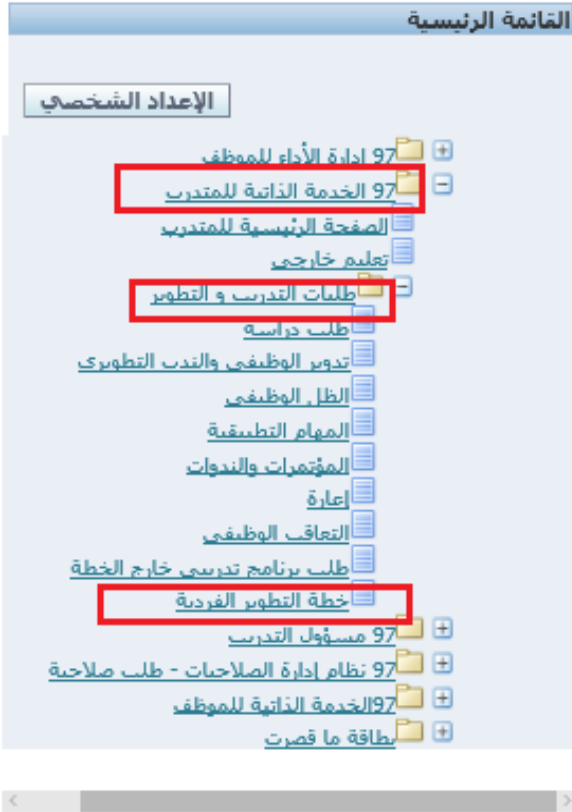 القائمة الرئيسية
الإعداد الشخصي
97 إدارة الأداء للموظف
97 الخدمة الذاتية للمتدرب
الصفحة الرئيسية للمتدرب
تعليم خارجي
طلبات التدريب و التطوير
طلب دراسة
تدوير الوظيفي والندب التطويري
الظل الوظيفي
المهام التطبيقية
المؤتمرات والندوات
إعارة
التعاقب الوظيفي
طلب برنامج تدريبي خارج الخطة
خطة التطوير الفردية
97 مسؤول التدريب
97 نظام إدارة الصلاحيات - طلب صلاحية
97الخدمة الذاتية للموظف
بطاقة ما قصرت